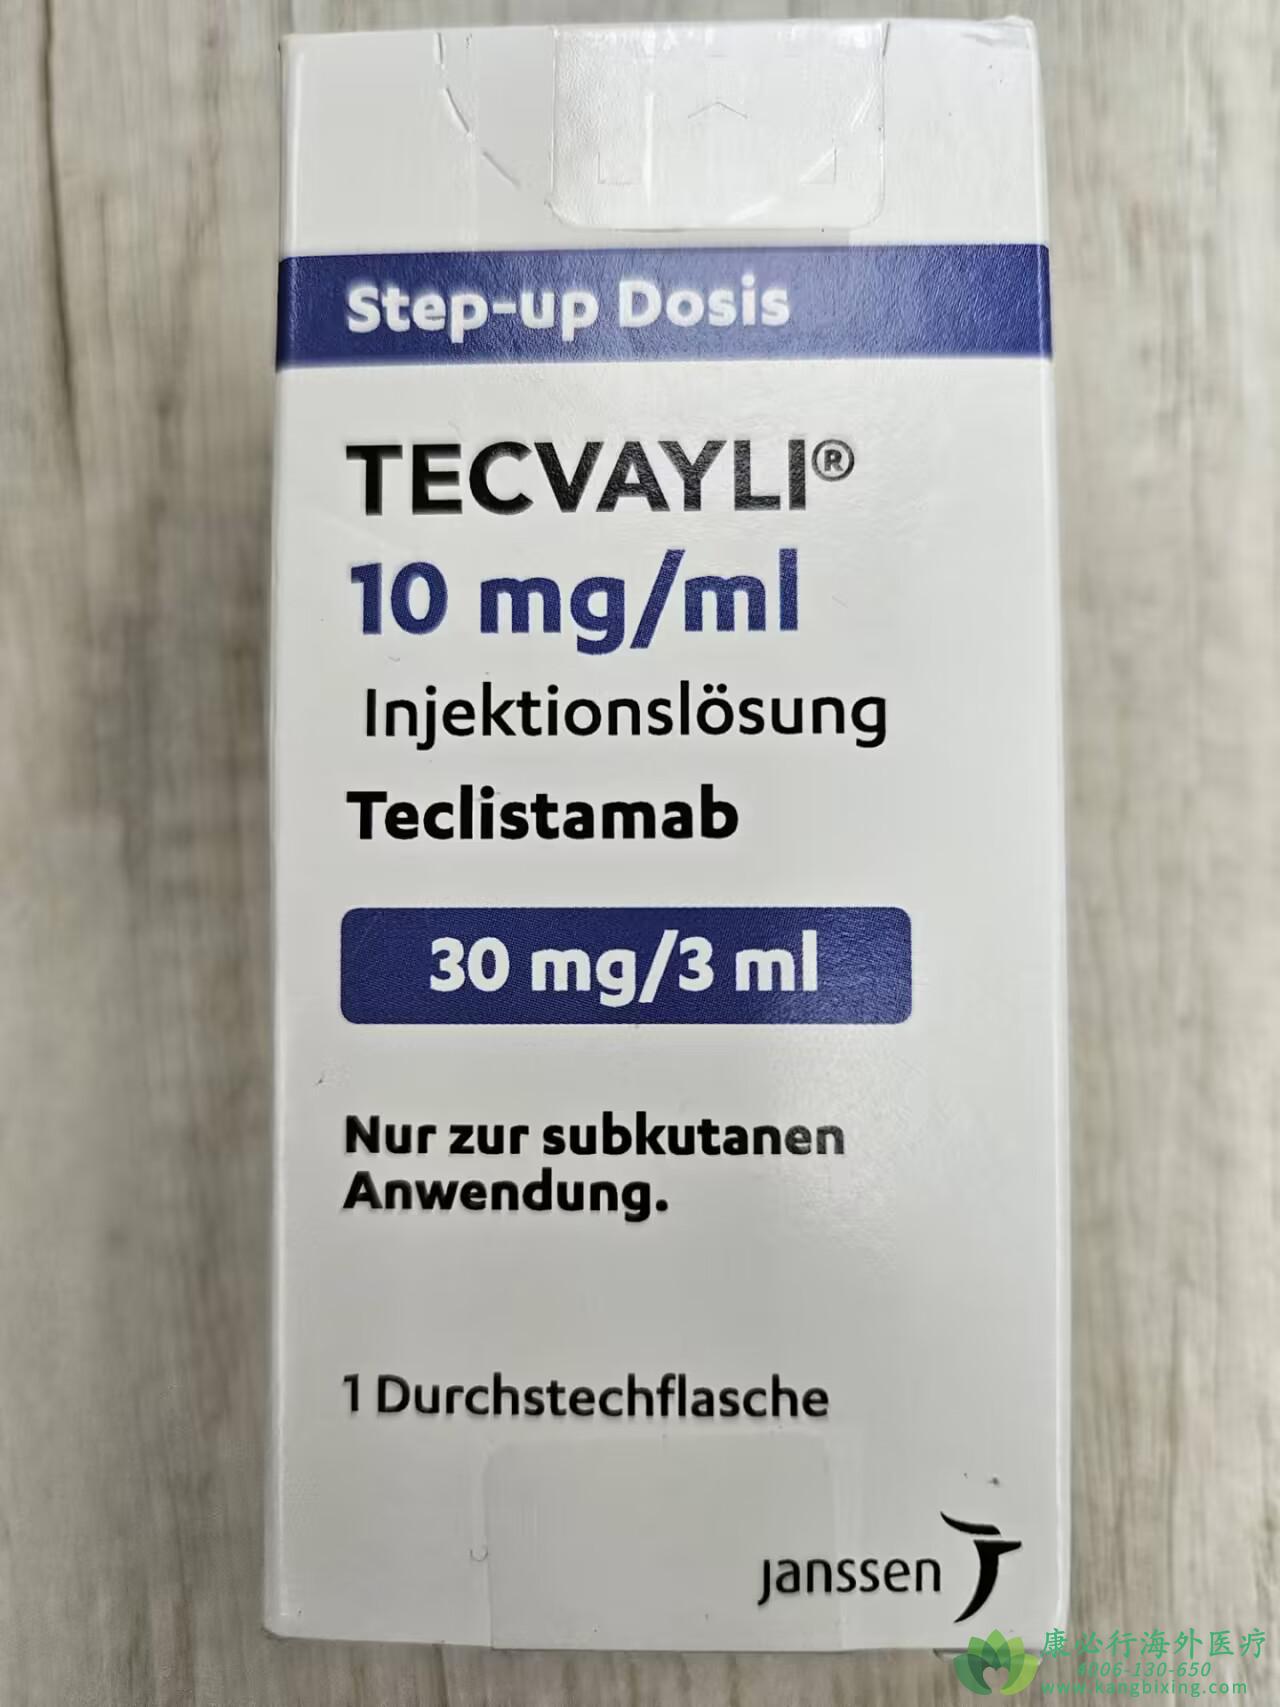 Step-up Dosis
TECVAYLI®
10 mg/ml
Injektionslösung
Teclistamab
30 mg/3 ml
Nur zur subkutanen
Anwendung.
1 Durchstechflasche
janssen
康必行海外医疗
4006-130-650
www.kangbixing.com